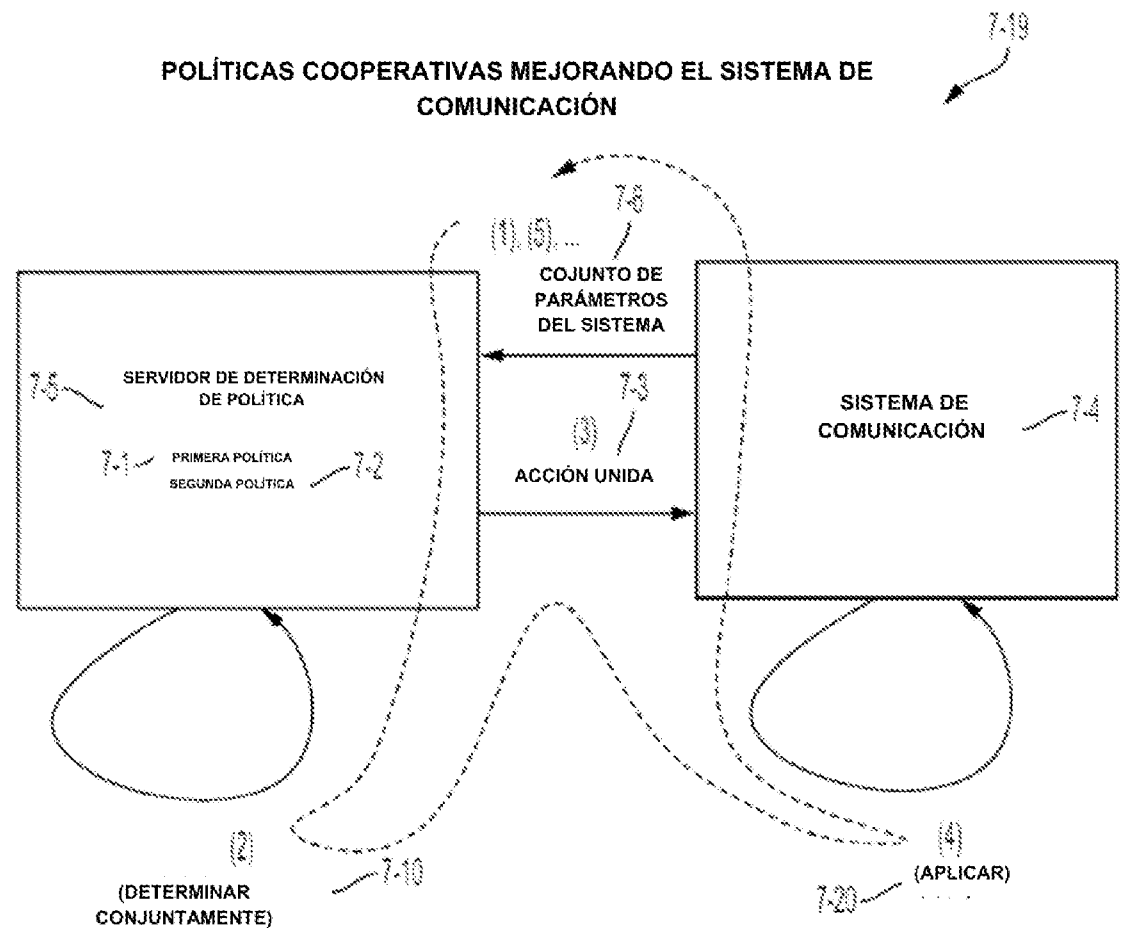 7-19
POLÍTICAS COOPERATIVAS MEJORANDO EL SISTEMA DE
COMUNICACIÓN
7-6
(1), (5), ...
COJUNTO DE
PARÁMETROS
DEL SISTEMA
SERVIDOR DE DETERMINACIÓN
DE POLÍTICA
7-5
7-1
PRIMERA POLÍTICA
SEGUNDA POLÍTICA
7-2
7-3
(3)
ACCIÓN UNIDA
SISTEMA DE
COMUNICACIÓN
7-4
(2)
(DETERMINAR
CONJUNTAMENTE)
7-10
(4)
(APLICAR)
7-20